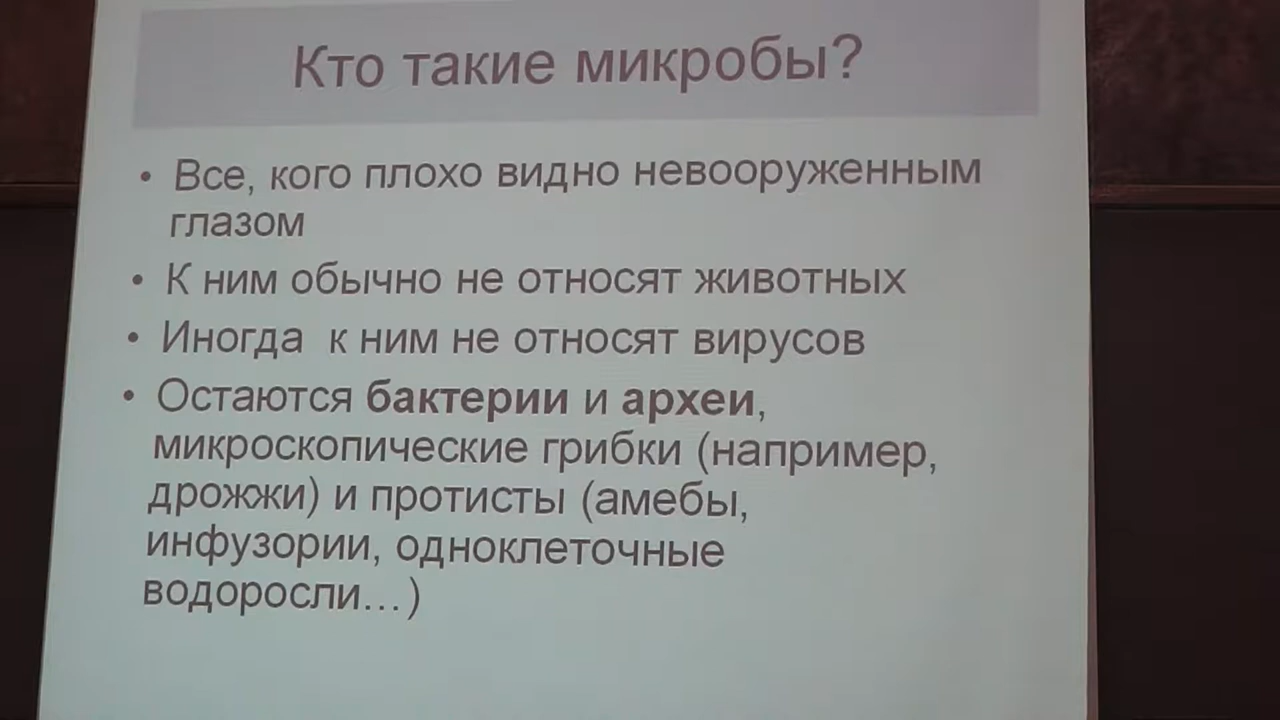 Кто такие микробы?
• Все, кого плохо видно невооруженным
глазом
• К ним обычно не относят животных
• Иногда к ним не относят вирусов
• Остаются бактерии и археи,
микроскопические грибки (например,
дрожжи) и протисты (амебы,
инфузории, одноклеточные
водоросли...)